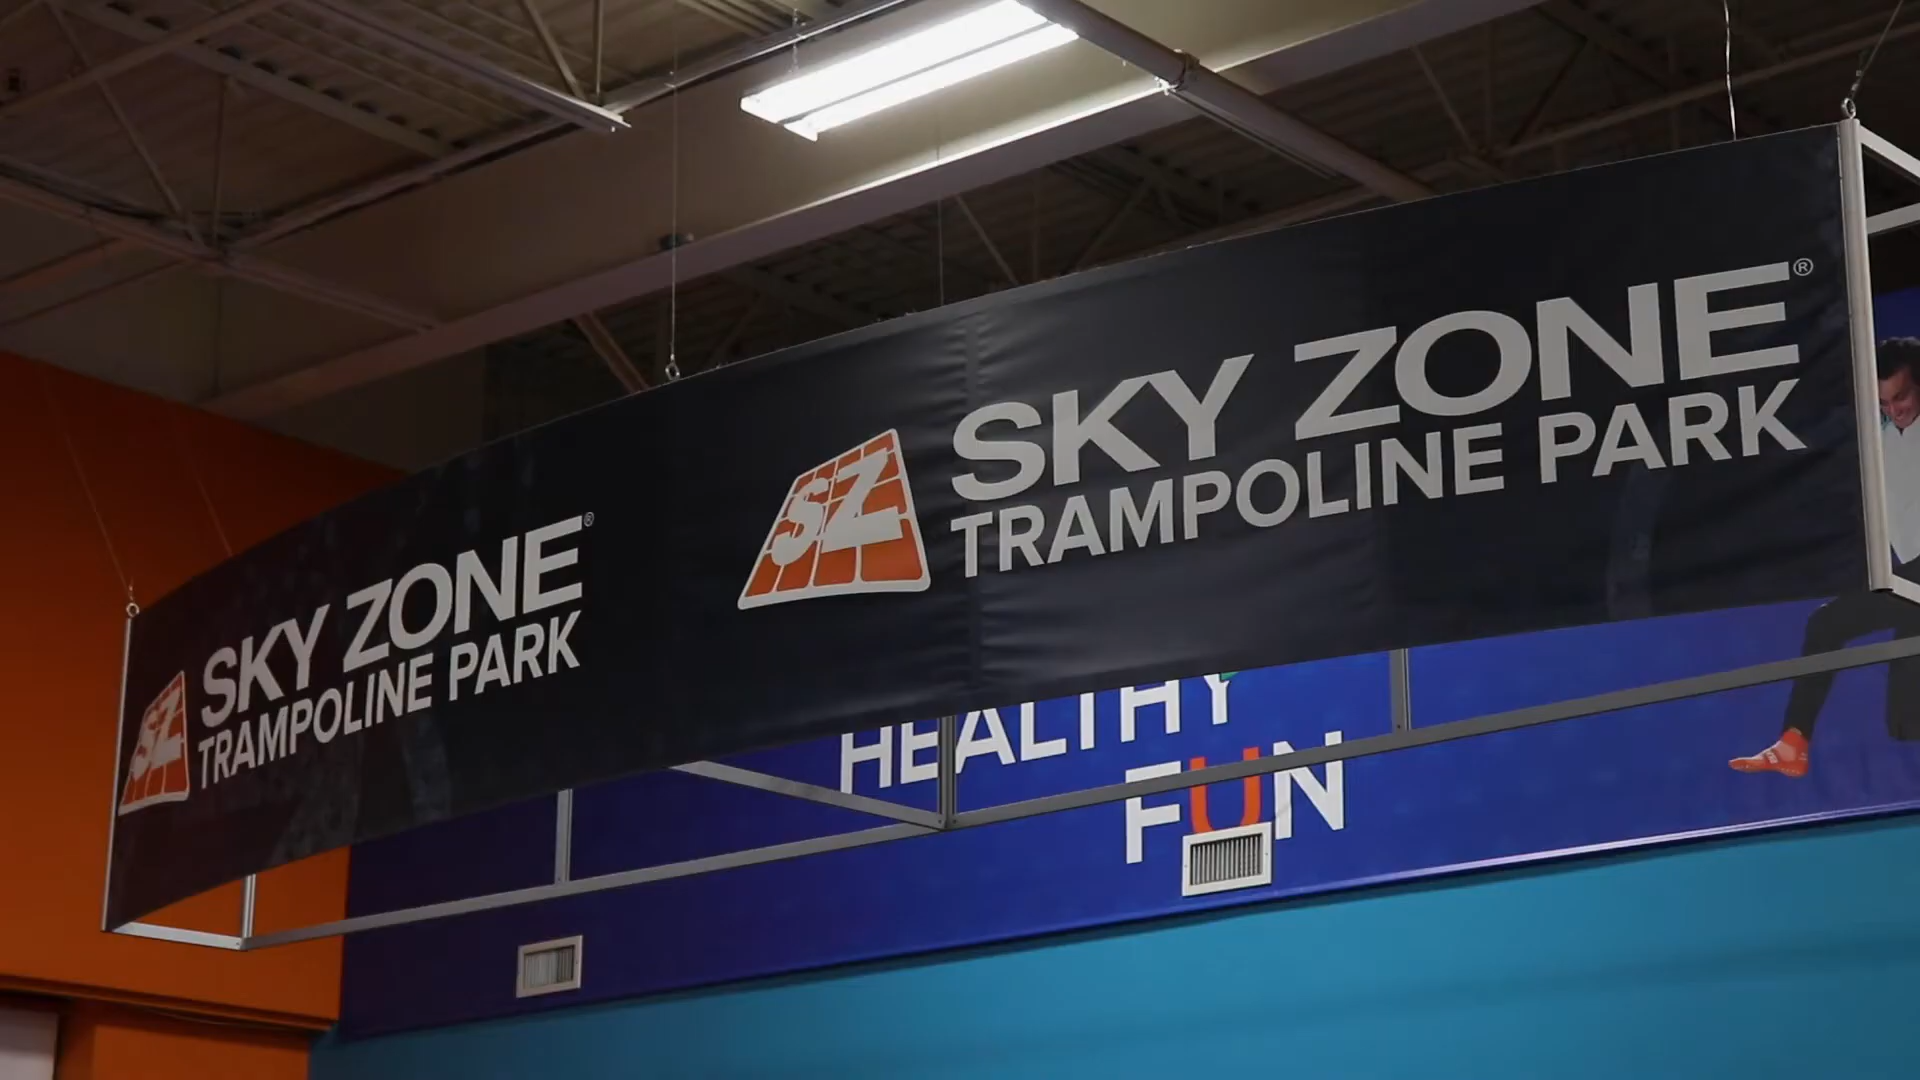 SZ
SKY ZONE®
TRAMPOLINE PARK
SZ
SKY ZONE®
TRAMPOLINE PARK
HEALTHY
FUN